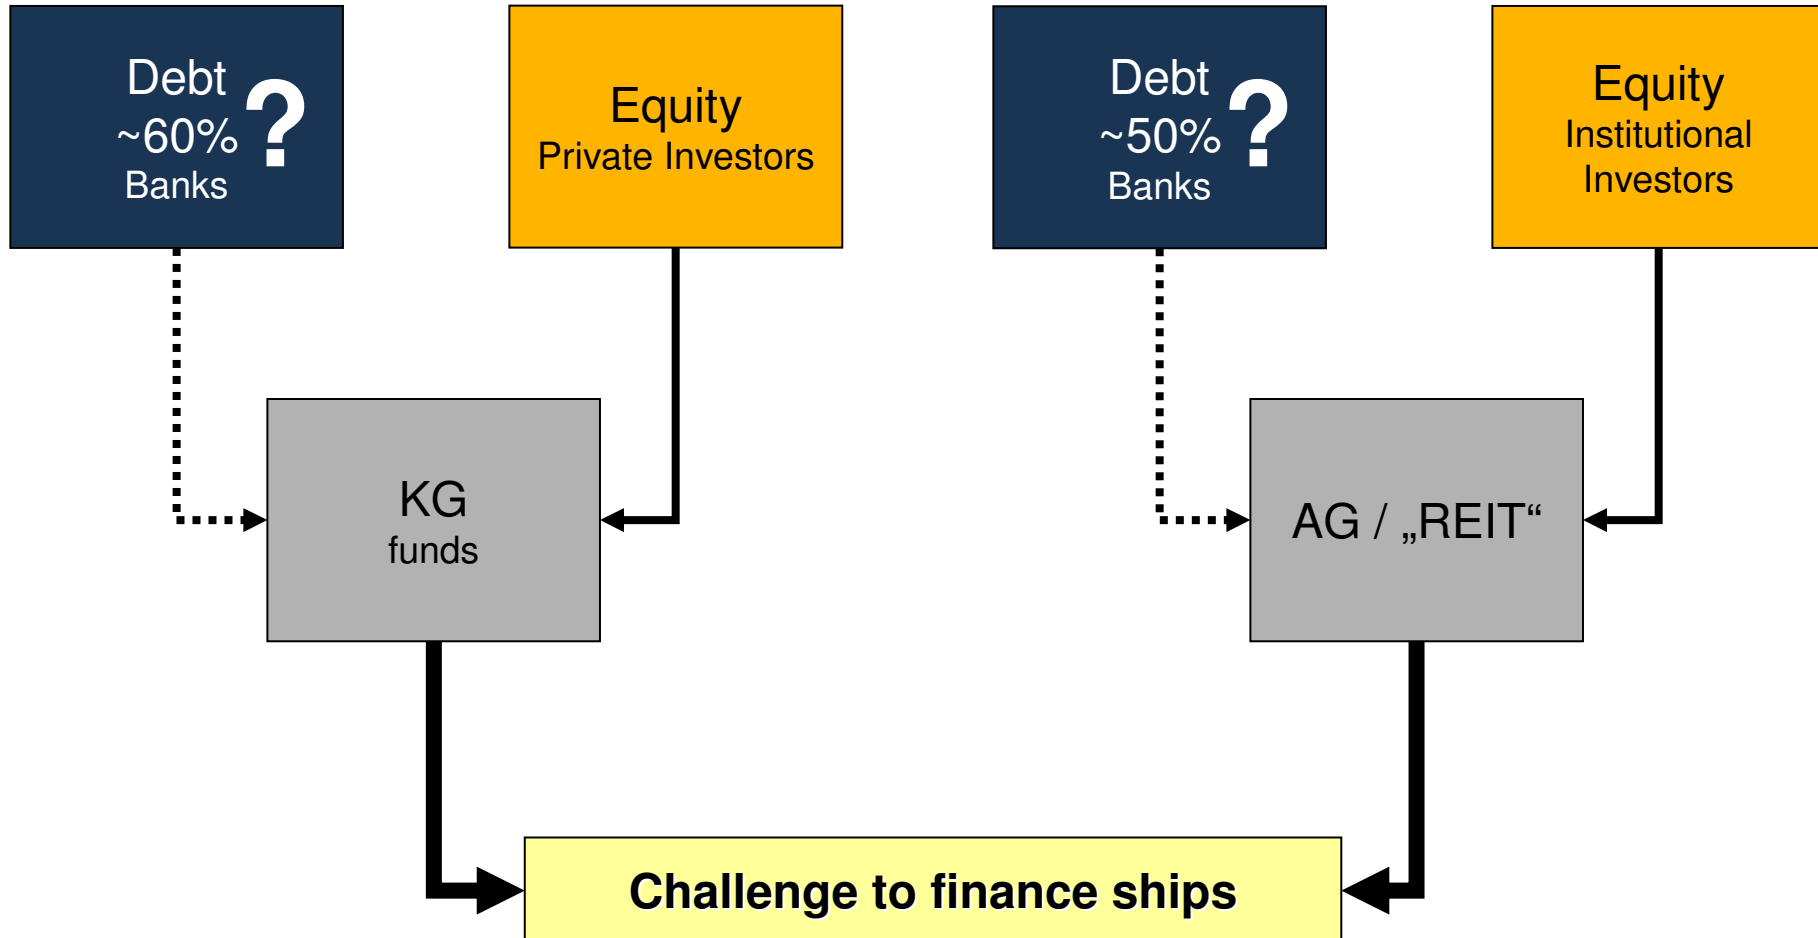 Debt
~60%
Banks
?
Equity
Private Investors
Debt
~50%
Banks
?
Equity
Institutional
Investors
KG
funds
AG / „REIT“
Challenge to finance ships